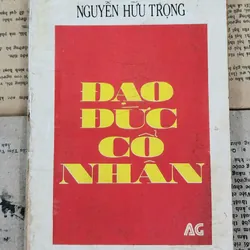 NGUYỄN HỮU TRỌNG
ĐẠO
ĐỨC
CỔ
NHÂN
AG